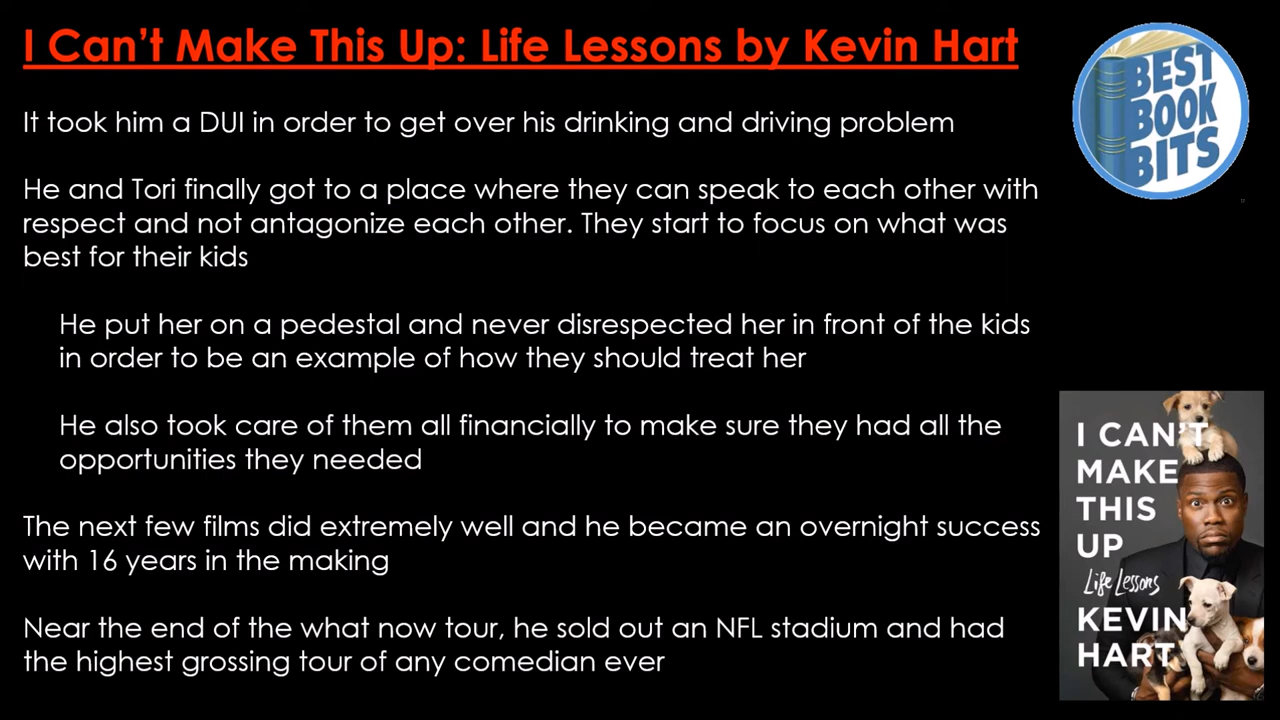 I Can't Make This Up: Life Lessons by Kevin Hart
BEST
BOOK
BITS
It took him a DUI in order to get over his drinking and driving problem
He and Tori finally got to a place where they can speak to each other with
respect and not antagonize each other. They start to focus on what was
best for their kids
He put her on a pedestal and never disrespected her in front of the kids
in order to be an example of how they should treat her
He also took care of them all financially to make sure they had all the
opportunities they needed
The next few films did extremely well and he became an overnight success
with 16 years in the making
Near the end of the what now tour, he sold out an NFL stadium and had
the highest grossing tour of any comedian ever
I CAN'T
MAKE
THIS
UP
Life Lessons
KEVIN
HART